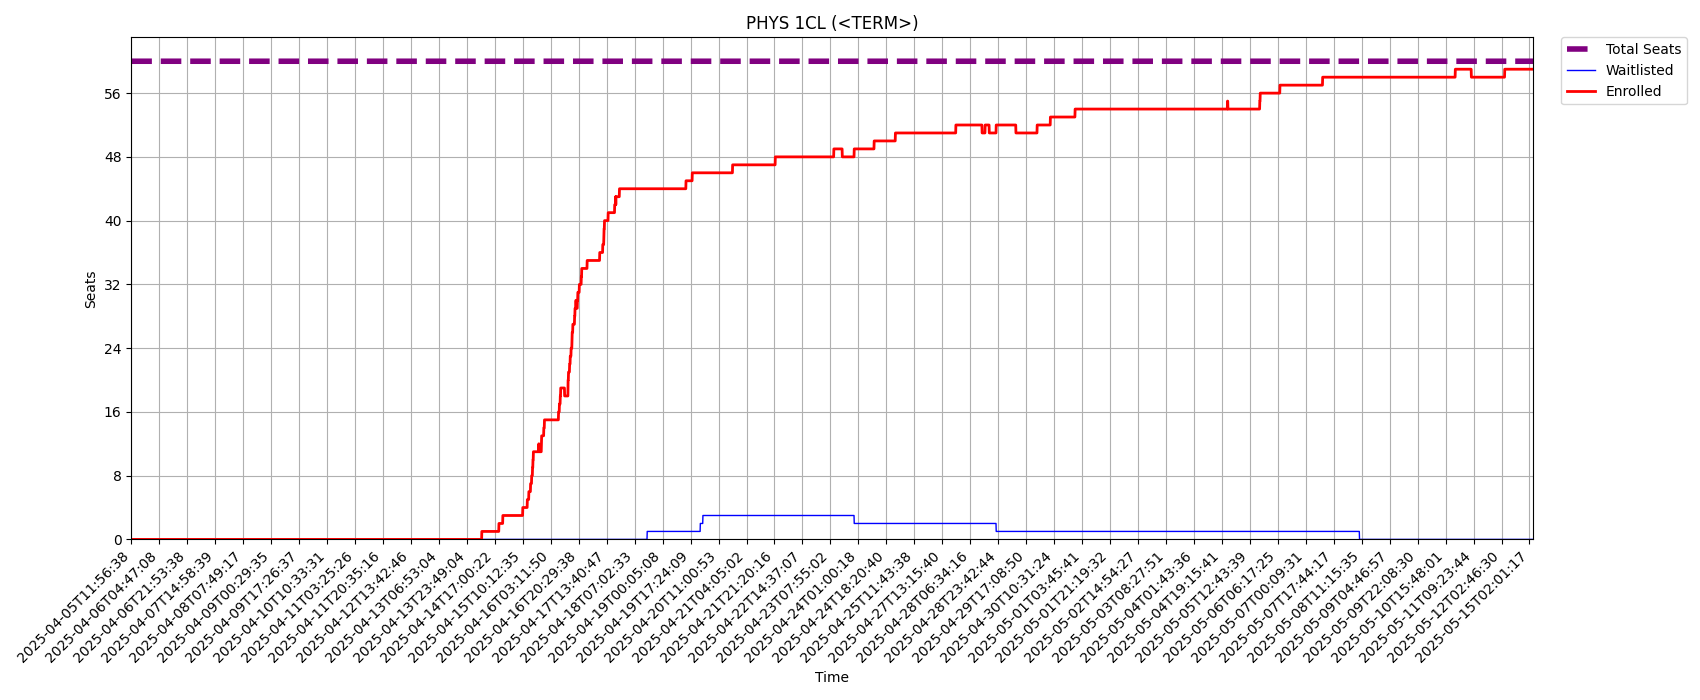 PHYS 1CL (<TERM>)
Total Seats
Waitlisted
Enrolled
Seats
56
48
40
32
24
16
8
0
2025-04-05T11:56:38
2025-04-06T04:47:08
2025-04-06T21:53:38
2025-04-07T14:58:39
2025-04-08T07:49:17
2025-04-09T00:29:35
2025-04-09T17:26:37
2025-04-10T10:33:31
2025-04-11T03:25:26
2025-04-11T20:35:16
2025-04-12T13:42:46
2025-04-13T06:53:04
2025-04-13T23:49:04
2025-04-14T17:00:22
2025-04-15T10:12:35
2025-04-16T03:11:50
2025-04-16T20:29:38
2025-04-17T13:40:47
2025-04-18T07:02:33
2025-04-19T00:05:08
2025-04-19T17:24:09
2025-04-20T11:00:53
2025-04-21T04:05:02
2025-04-21T21:20:16
2025-04-22T14:37:07
2025-04-23T07:55:02
2025-04-24T01:00:18
2025-04-24T18:20:40
2025-04-25T11:43:38
2025-04-27T13:15:40
2025-04-28T06:34:16
2025-04-28T23:42:44
2025-04-29T17:08:50
2025-04-30T10:31:24
2025-05-01T03:45:41
2025-05-01T21:19:32
2025-05-02T14:54:27
2025-05-03T08:27:51
2025-05-04T01:43:36
2025-05-04T19:15:41
2025-05-05T12:43:39
2025-05-06T06:17:25
2025-05-07T00:09:31
2025-05-07T17:44:17
2025-05-08T11:15:35
2025-05-09T04:46:57
2025-05-09T22:08:30
2025-05-10T15:48:01
2025-05-11T09:23:44
2025-05-12T02:46:30
2025-05-15T02:01:17
Time